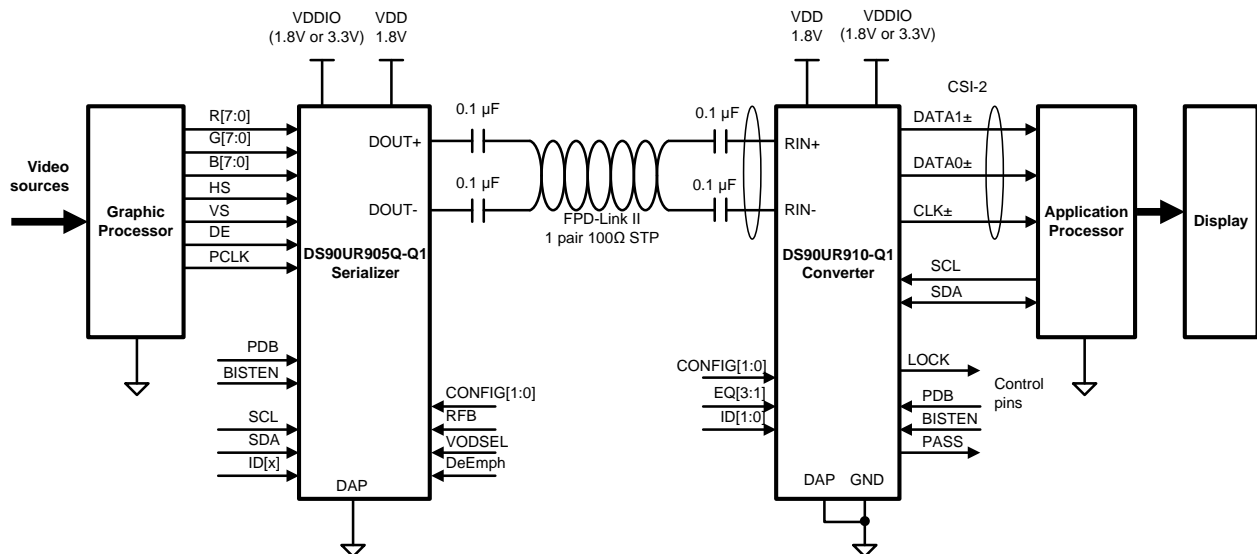 VDDIO
(1.8V or 3.3V)
VDD
1.8V
VDD
1.8V
VDDIO
(1.8V or 3.3V)
CSI-2
Video
sources
Graphic
Processor
R[7:0]
G[7:0]
B[7:0]
HS
VS
DE
PCLK
DOUT+
DOUT-
DS90UR905Q-Q1
Serializer
0.1 µF
0.1 µF
0.1 µF
0.1 µF
FPD-Link II
1 pair 100Ω STP
RIN+
RIN-
DS90UR910-Q1
Converter
DATA1±
DATA0±
CLK±
SCL
SDA
Application
Processor
Display
PDB
BISTEN
SCL
SDA
ID[x]
CONFIG[1:0]
RFB
VODSEL
DeEmph
DAP
CONFIG[1:0]
EQ[3:1]
ID[1:0]
LOCK
PDB
BISTEN
PASS
Control
pins
DAP
GND